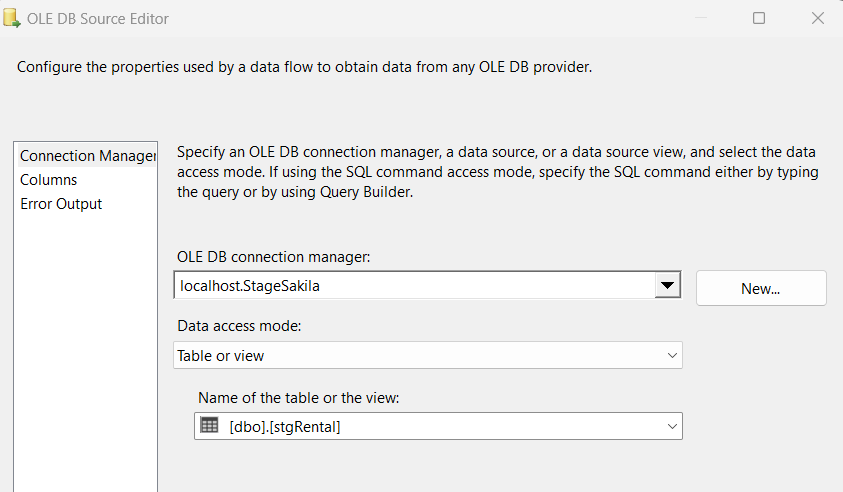 OLE DB Source Editor
Configure the properties used by a data flow to obtain data from any OLE DB provider.
Connection Manager
Columns
Error Output
Specify an OLE DB connection manager, a data source, or a data source view, and select the data
access mode. If using the SQL command access mode, specify the SQL command either by typing
the query or by using Query Builder.
OLE DB connection manager:
localhost.StageSakila
New...
Data access mode:
Table or view
Name of the table or the view:
[dbo].[stgRental]